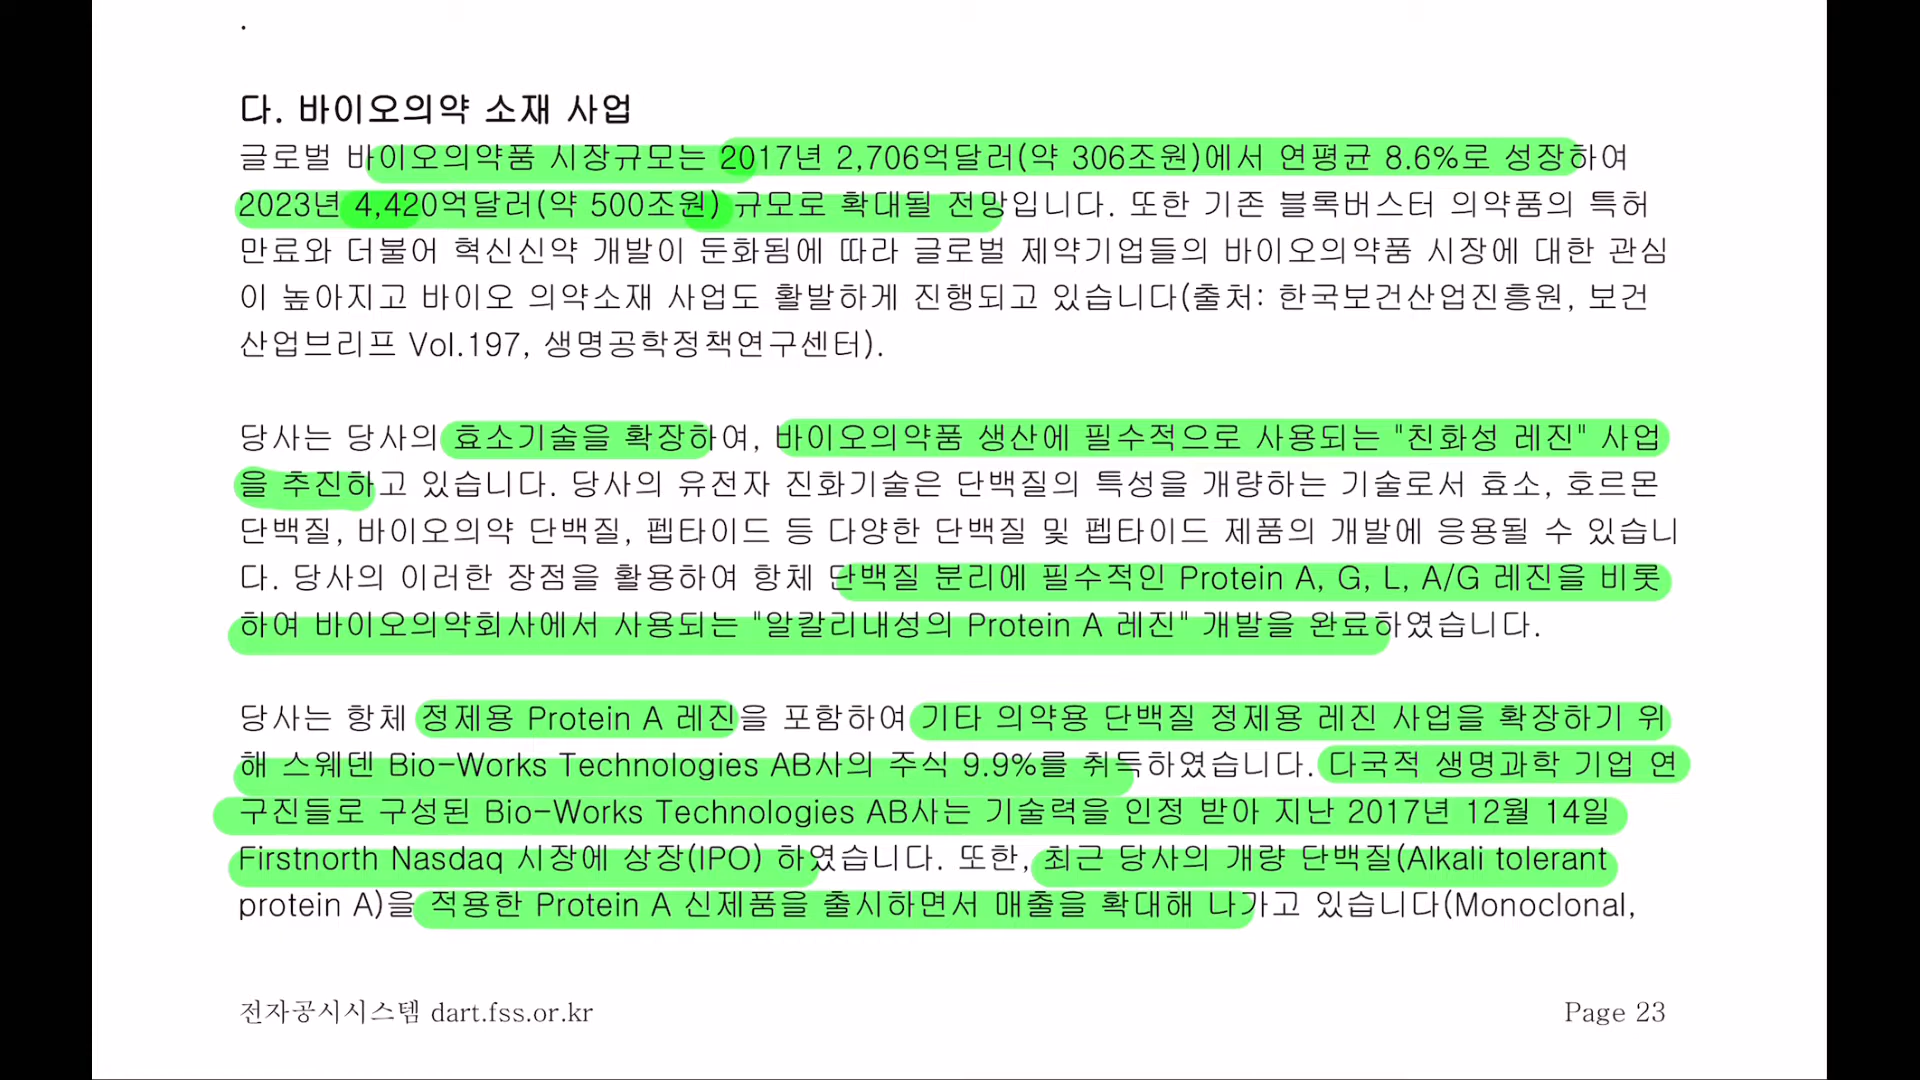 다. 바이오의약 소재 사업
글로벌 바이오의약품 시장규모는 2017년 2,706억달러(약 306조원)에서 연평균 8.6%로 성장하여
2023년 4,420억달러(약 500조원) 규모로 확대될 전망입니다. 또한 기존 블록버스터 의약품의 특허
만료와 더불어 혁신신약 개발이 둔화됨에 따라 글로벌 제약기업들의 바이오의약품 시장에 대한 관심
이 높아지고 바이오 의약소재 사업도 활발하게 진행되고 있습니다(출처: 한국보건산업진흥원, 보건
산업브리프 Vol.197, 생명공학정책연구센터).
당사는 당사의 효소기술을 확장하여, 바이오의약품 생산에 필수적으로 사용되는 "친화성 레진" 사업
을 추진하고 있습니다. 당사의 유전자 진화기술은 단백질의 특성을 개량하는 기술로서 효소, 호르몬
단백질, 바이오의약 단백질, 펩타이드 등 다양한 단백질 및 펩타이드 제품의 개발에 응용될 수 있습니
다. 당사의 이러한 장점을 활용하여 항체 단백질 분리에 필수적인 Protein A, G, L, A/G 레진을 비롯
하여 바이오의약회사에서 사용되는 "알칼리내성의 Protein A 레진" 개발을 완료하였습니다.
당사는 항체 정제용 Protein A 레진을 포함하여 기타 의약용 단백질 정제용 레진 사업을 확장하기 위
해 스웨덴 Bio-Works Technologies AB사의 주식 9.9%를 취득하였습니다. 다국적 생명과학 기업 연
구진들로 구성된 Bio-Works Technologies AB사는 기술력을 인정 받아 지난 2017년 12월 14일
Firstnorth Nasdaq 시장에 상장(IPO) 하였습니다. 또한, 최근 당사의 개량 단백질(Alkali tolerant
protein A)을 적용한 Protein A 신제품을 출시하면서 매출을 확대해 나가고 있습니다(Monoclonal,
전자공시시스템 dart.fss.or.kr
Page 23